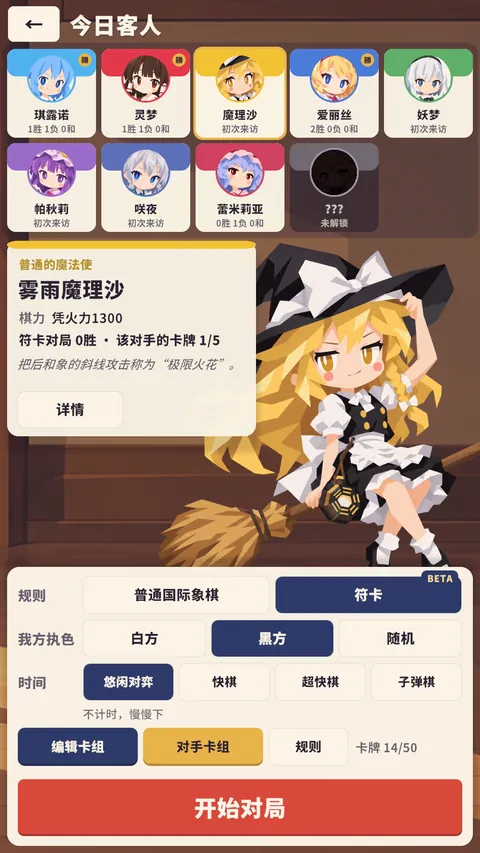 ← 今日客人
勝
勝
琪露诺
1胜 1负 0和
灵梦
1胜 1负 0和
魔理沙
初次来访
爱丽丝
2胜 0负 0和
妖梦
初次来访
帕秋莉
初次来访
咲夜
初次来访
蕾米莉亚
0胜 1负 0和
???
未解锁
普通的魔法使
雾雨魔理沙
棋力 凭火力1300
符卡对局 0胜 · 该对手的卡牌 1/5
把后和象的斜线攻击称为“极限火花”。
详情
BETA
规则 普通国际象棋 符卡
我方执色 白方 黑方 随机
时间 悠闲对弈 快棋 超快棋 子弹棋
不计时，慢慢下
编辑卡组 对手卡组 规则 卡牌 14/50
开始对局